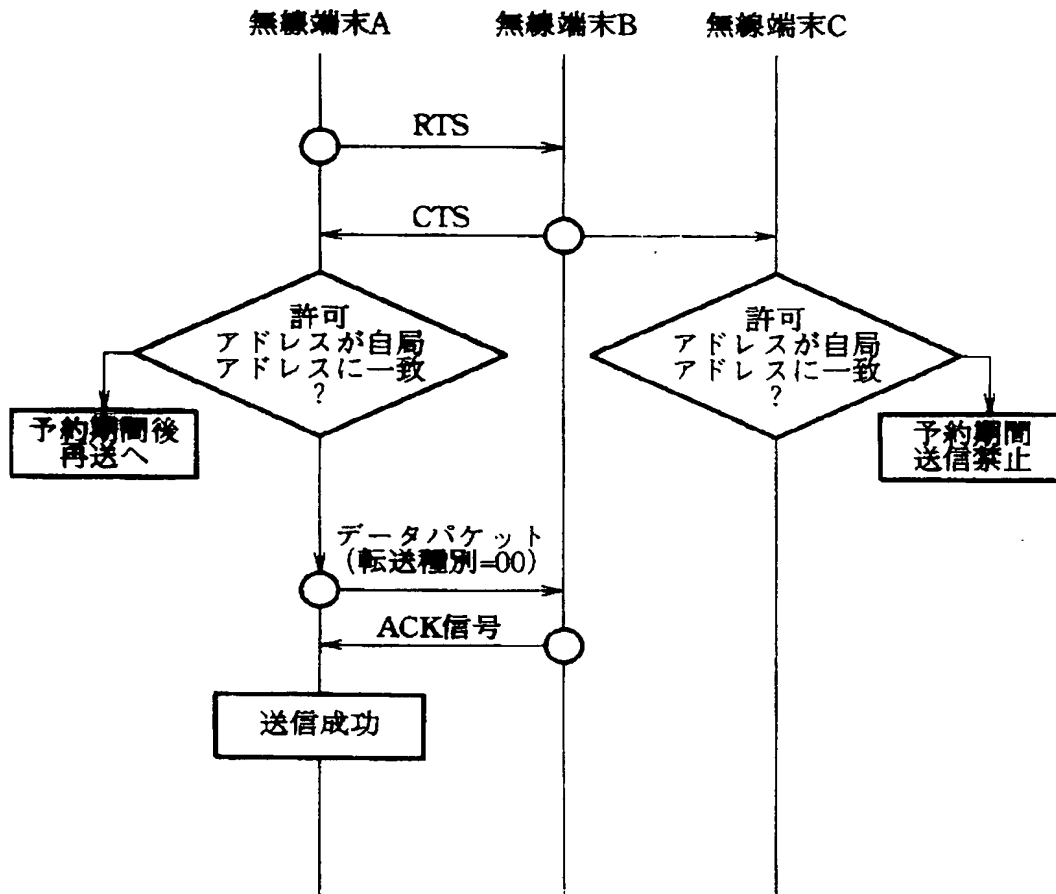 無線端末A
無線端末B
無線端末C
RTS
CTS
許可
アドレスが自局
アドレスに一致
?
許可
アドレスが自局
アドレスに一致
?
予約期間後
再送へ
予約期間
送信禁止
データパケット
(転送種別=00)
ACK信号
送信成功